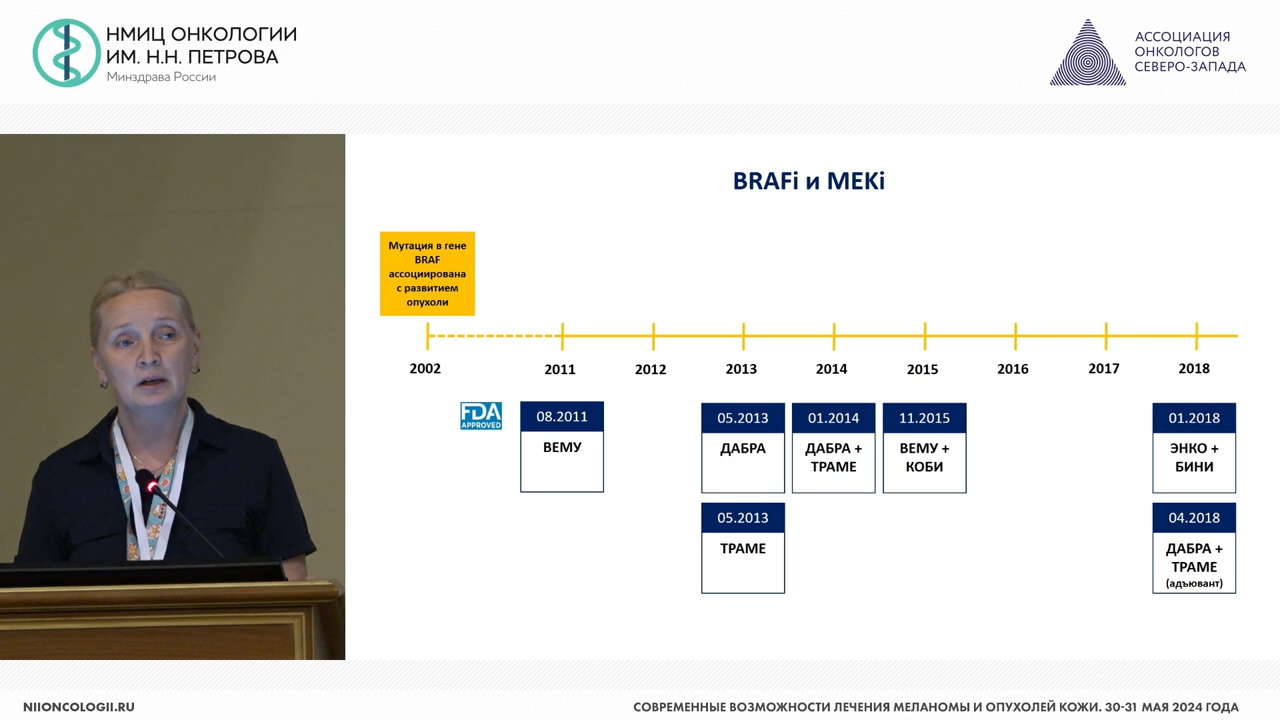 НМИЦ ОНКОЛОГИИ
ИМ. Н.Н. ПЕТРОВА
Минздрава России
АССОЦИАЦИЯ
ОНКОЛОГОВ
СЕВЕРО-ЗАПАДА
BRAFi и MEKi
Мутация в гене
BRAF
ассоциирована
с развитием
опухоли
2002
2011
2012
2013
2014
2015
2016
2017
2018
FDA
APPROVED
08.2011
ВЕМУ
05.2013
ДАБРА
01.2014
ДАБРА +
ТРАМЕ
11.2015
ВЕМУ +
КОБИ
01.2018
ЭНКО +
БИНИ
05.2013
ТРАМЕ
04.2018
ДАБРА +
ТРАМЕ
(адъювант)
NIIONCOLOGII.RU
СОВРЕМЕННЫЕ ВОЗМОЖНОСТИ ЛЕЧЕНИЯ МЕЛАНОМЫ И ОПУХОЛЕЙ КОЖИ. 30-31 МАЯ 2024 ГОДА